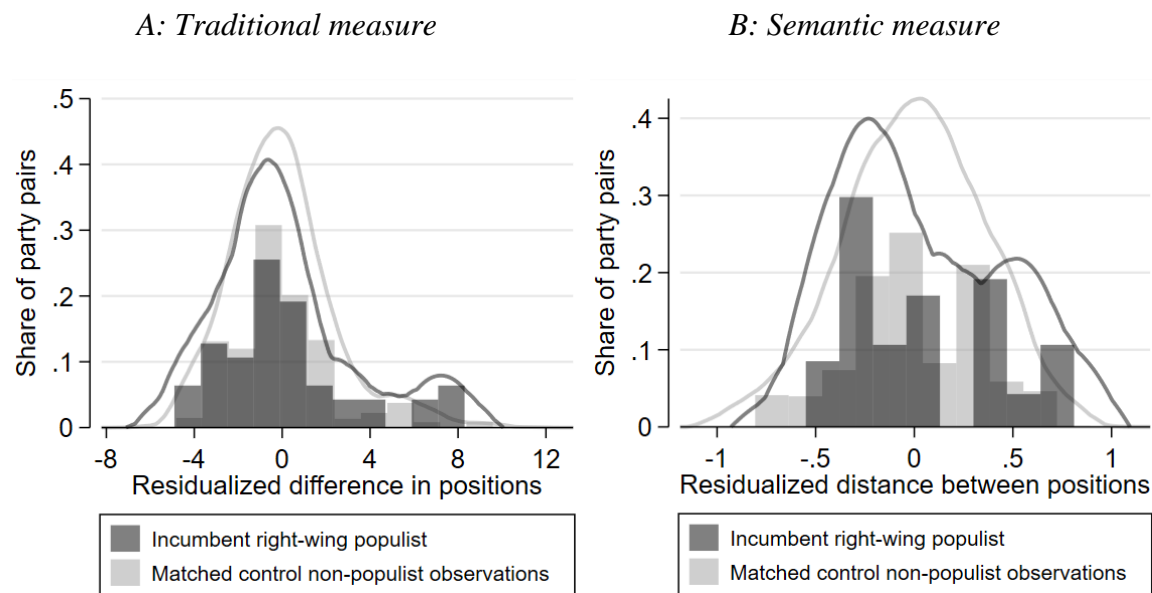 A: Traditional measure
B: Semantic measure
Share of party pairs
.5
.4
.3
.2
.1
0
-8
-4
0
4
8
12
Residualized difference in positions
Incumbent right-wing populist
Matched control non-populist observations
Share of party pairs
.4
.3
.2
.1
0
-1
-.5
0
.5
1
Residualized distance between positions
Incumbent right-wing populist
Matched control non-populist observations